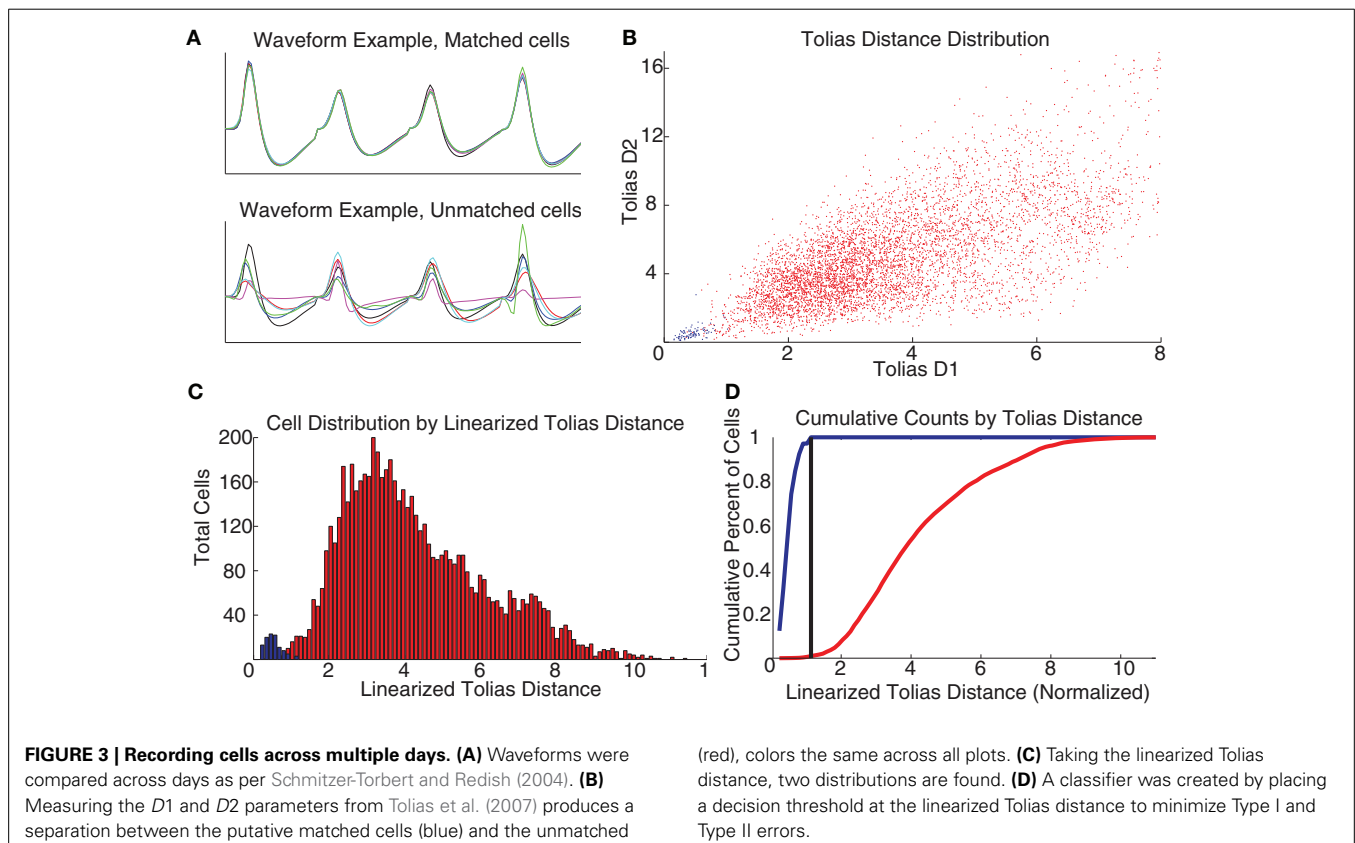 A
Waveform Example, Matched cells
Waveform Example, Unmatched cells
B
Tolias Distance Distribution
16
12
8
4
0
2
4
6
8
Tolias D2
Tolias D1
C
Cell Distribution by Linearized Tolias Distance
200
160
120
80
40
0
2
4
6
8
10
1
Total Cells
Linearized Tolias Distance
D
Cumulative Counts by Tolias Distance
1
0.8
0.6
0.4
0.2
0
2
4
6
8
10
Cumulative Percent of Cells
Linearized Tolias Distance (Normalized)
FIGURE 3 | Recording cells across multiple days. (A) Waveforms were
compared across days as per Schmitzer-Torbert and Redish (2004). (B)
Measuring the D1 and D2 parameters from Tolias et al. (2007) produces a
separation between the putative matched cells (blue) and the unmatched
(red), colors the same across all plots. (C) Taking the linearized Tolias
distance, two distributions are found. (D) A classifier was created by placing
a decision threshold at the linearized Tolias distance to minimize Type I and
Type II errors.